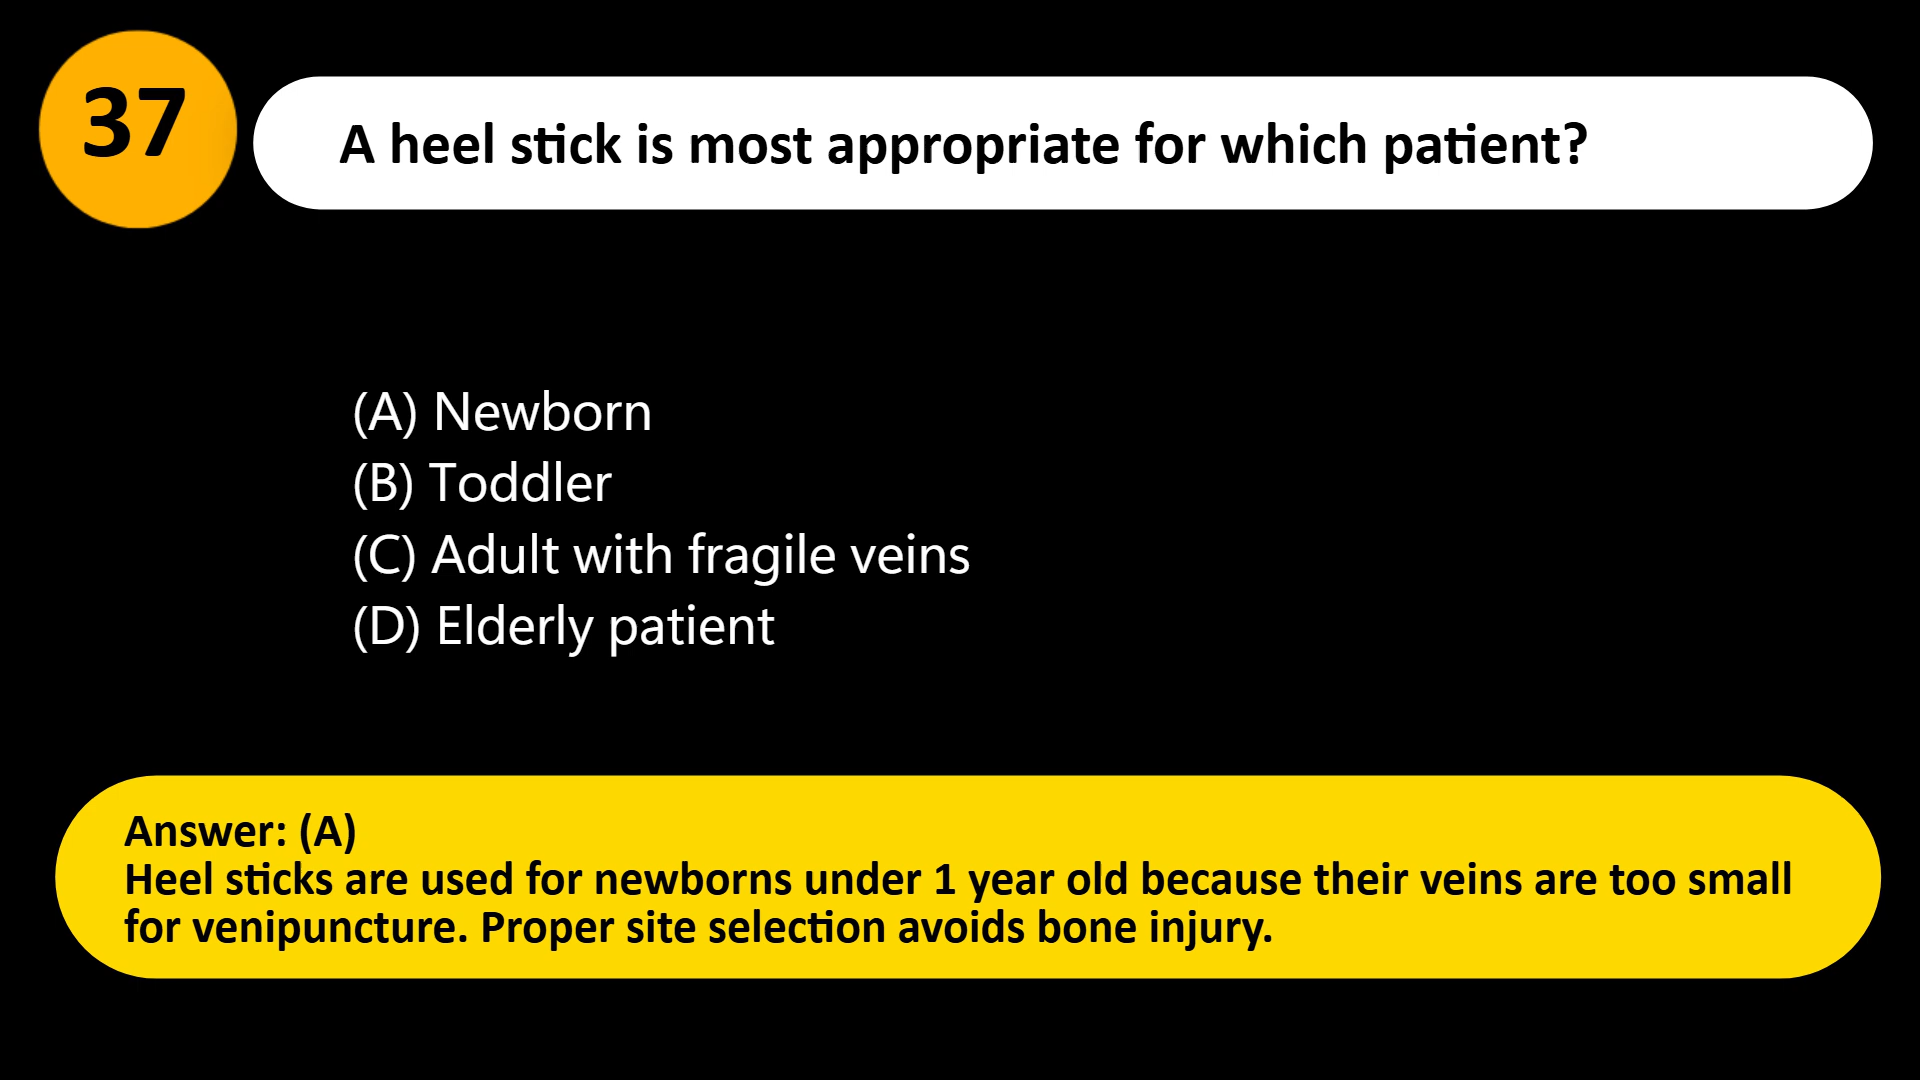 37
A heel stick is most appropriate for which patient?
(A) Newborn
(B) Toddler
(C) Adult with fragile veins
(D) Elderly patient
Answer: (A)
Heel sticks are used for newborns under 1 year old because their veins are too small
for venipuncture. Proper site selection avoids bone injury.